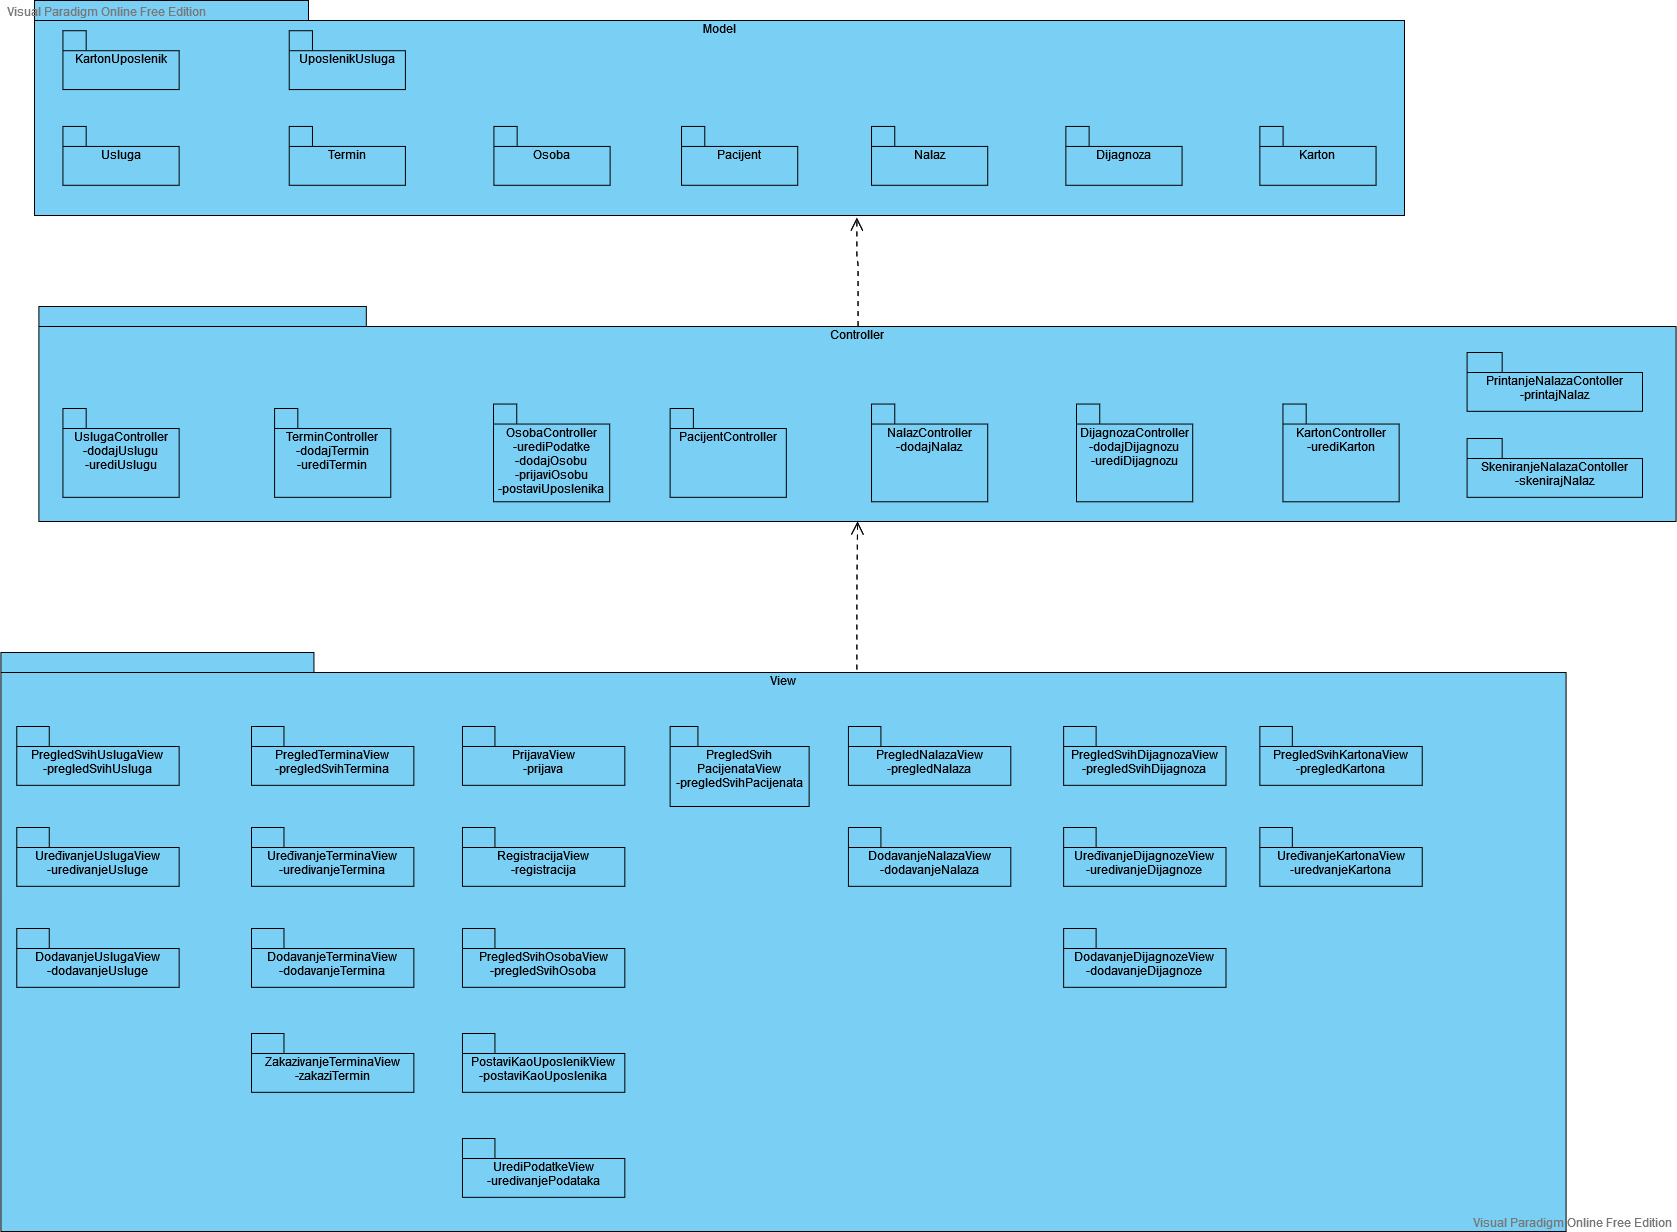 Visual Paradigm Online Free Edition
Model
KartonUposlenik
UposlenikUsluga
Usluga
Termin
Osoba
Pacijent
Nalaz
Dijagnoza
Karton
Controller
UslugaController
-dodajUslugu
-urediUslugu
TerminController
-dodajTermin
-urediTermin
OsobaController
-urediPodatke
-dodajOsobu
-prijaviOsobu
-postaviUposlenika
PacijentController
NalazController
-dodajNalaz
DijagnozaController
-dodajDijagnozu
-urediDijagnozu
KartonController
-urediKarton
PrintanjeNalazaContoller
-printajNalaz
SkeniranjeNalazaContoller
-skenirajNalaz
View
PregledSvihUslugaView
-pregledSvihUsluga
PregledTerminaView
-pregledSvihTermina
PrijavaView
-prijava
PregledSvih
PacijenataView
-pregledSvihPacijenata
PregledNalazaView
-pregledNalaza
PregledSvihDijagnozaView
-pregledSvihDijagnoza
PregledSvihKartonaView
-pregledKartona
UređivanjeUslugaView
-uredivanjeUsluge
UređivanjeTerminaView
-uredivanjeTermina
RegistracijaView
-registracija
DodavanjeNalazaView
-dodavanjeNalaza
UređivanjeDijagnozeView
-uredivanjeDijagnoze
UređivanjeKartonaView
-uredvanjeKartona
DodavanjeUslugaView
-dodavanjeUsluge
DodavanjeTerminaView
-dodavanjeTermina
PregledSvihOsobaView
-pregledSvihOsoba
DodavanjeDijagnozeView
-dodavanjeDijagnoze
ZakazivanjeTerminaView
-zakaziTermin
PostaviKaoUposlenikView
-postaviKaoUposlenika
UrediPodatkeView
-uredivanjePodataka
Visual Paradigm Online Free Edition